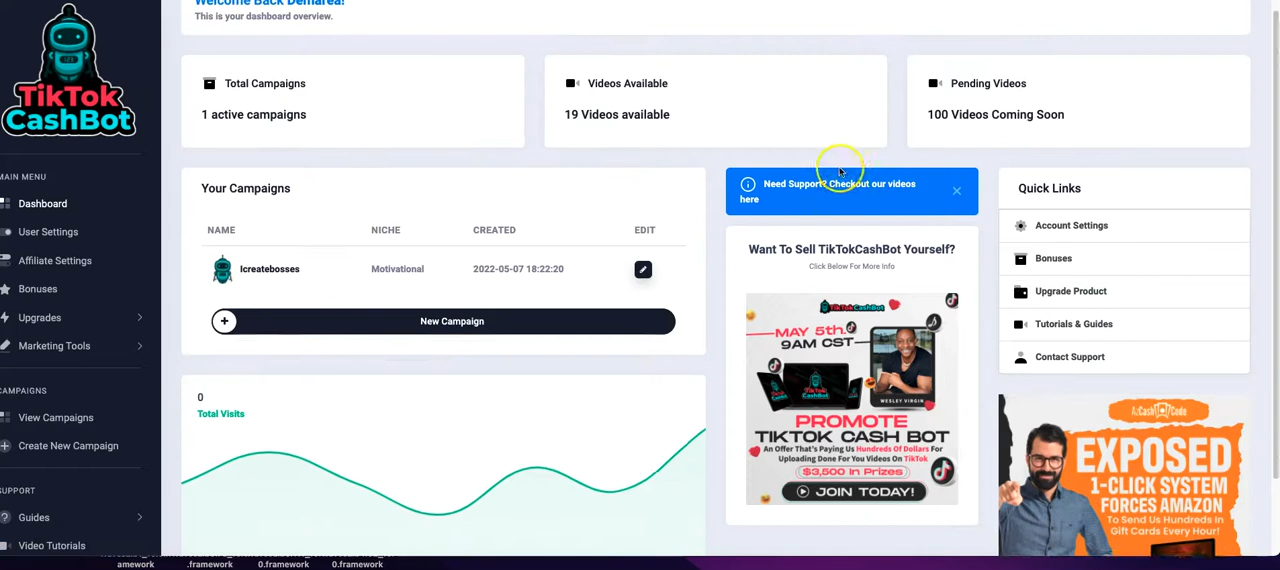 Welcome Back Demarea!
This is your dashboard overview.
TikTok
CashBot
Total Campaigns
1 active campaigns
Videos Available
19 Videos available
Pending Videos
100 Videos Coming Soon
MAIN MENU
Dashboard
User Settings
Affiliate Settings
Bonuses
Upgrades
Marketing Tools
CAMPAIGNS
View Campaigns
Create New Campaign
SUPPORT
Guides
Video Tutorials
Your Campaigns
NAME NICHE CREATED EDIT
Icreatebosses Motivational 2022-05-07 18:22:20
New Campaign
0
Total Visits
Need Support? Checkout our videos
here
Want To Sell TikTokCashBot Yourself?
Click Below For More Info
TikTokCashBot
MAY 5th.
9AM CST
WESLEY VIRGIN
PROMOTE
TIKTOK CASH BOT
An Offer That's Paying Us Hundreds Of Dollars For
Uploading Done For You Videos On TikTok
$3,500 In Prizes
JOIN TODAY!
Quick Links
Account Settings
Bonuses
Upgrade Product
Tutorials & Guides
Contact Support
EXPOSED
1-CLICK SYSTEM
FORCES AMAZON
To Send Us Hundreds in
Gift Cards Every Hour!
amework .framework 0.framework 0.framework